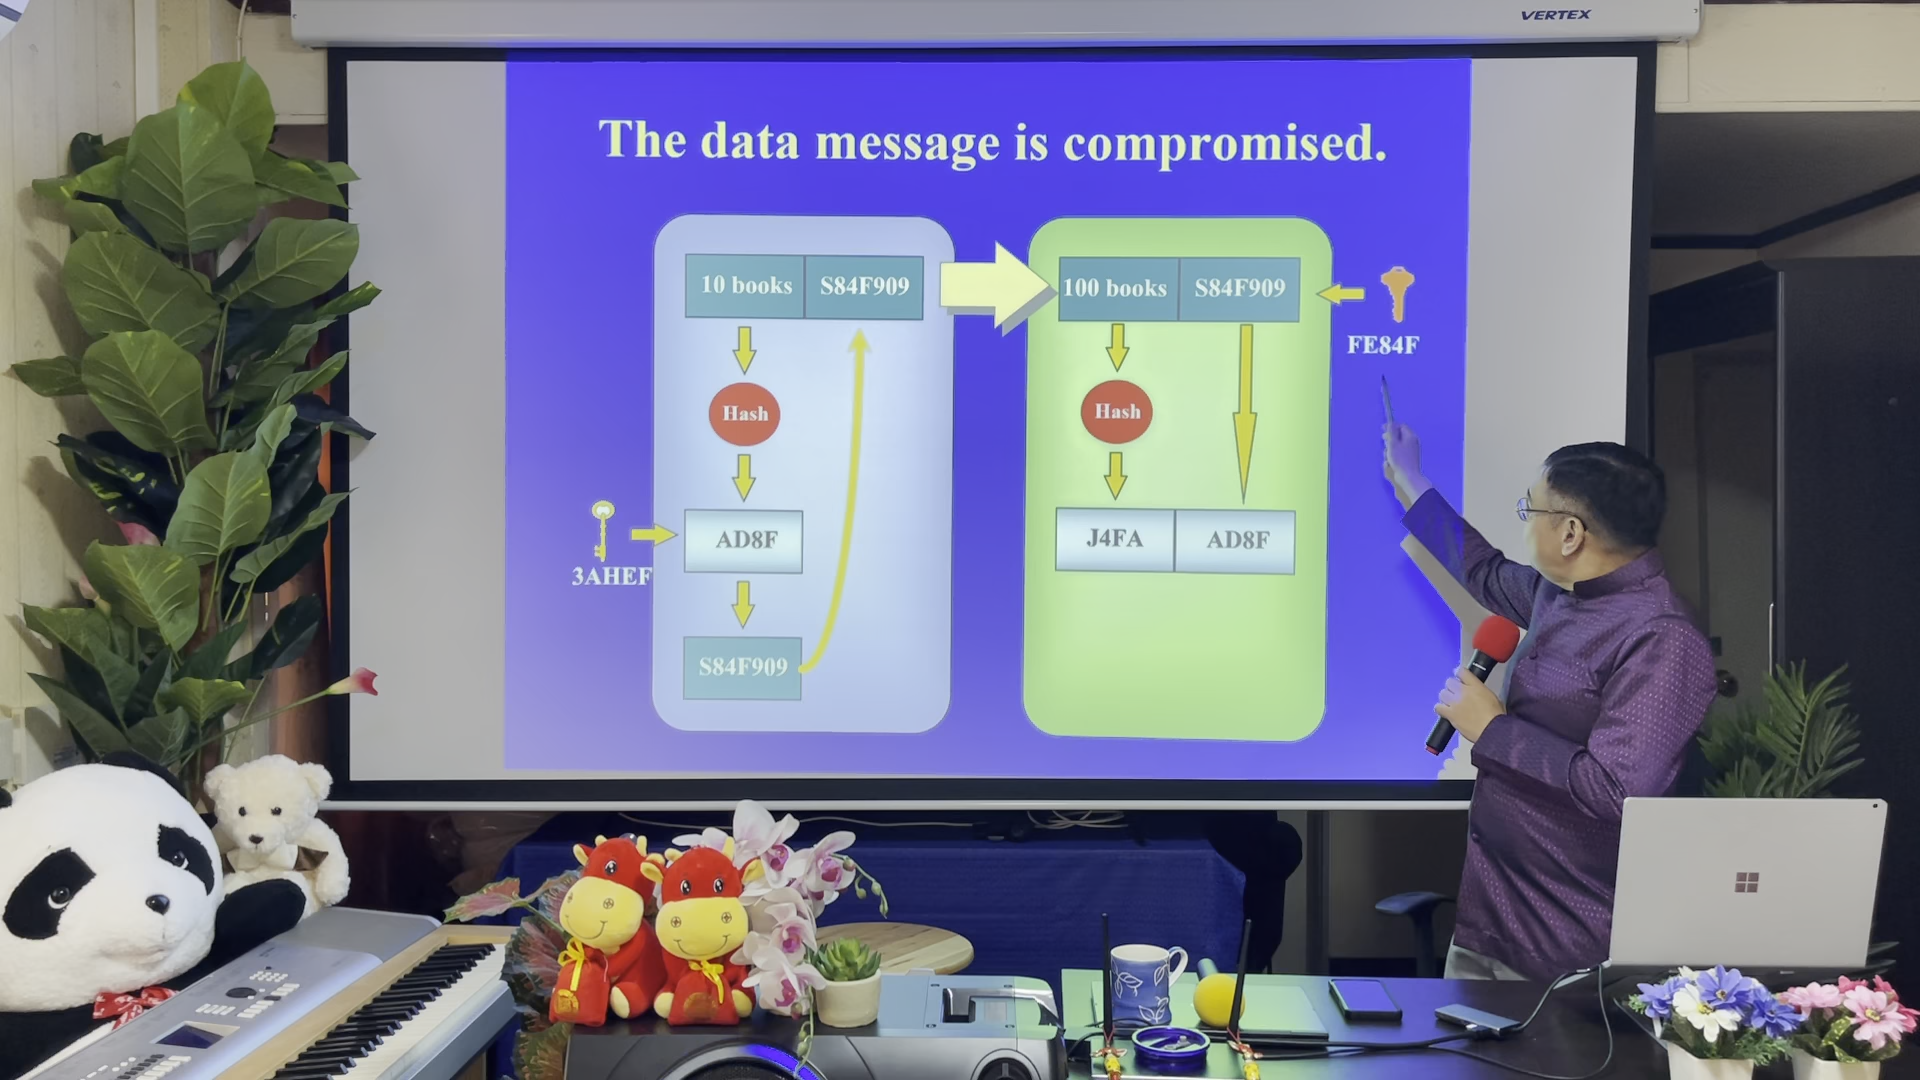 VERTEX
The data message is compromised.
10 books S84F909
100 books S84F909
FE84F
Hash
Hash
AD8F
3AHEF
J4FA AD8F
S84F909